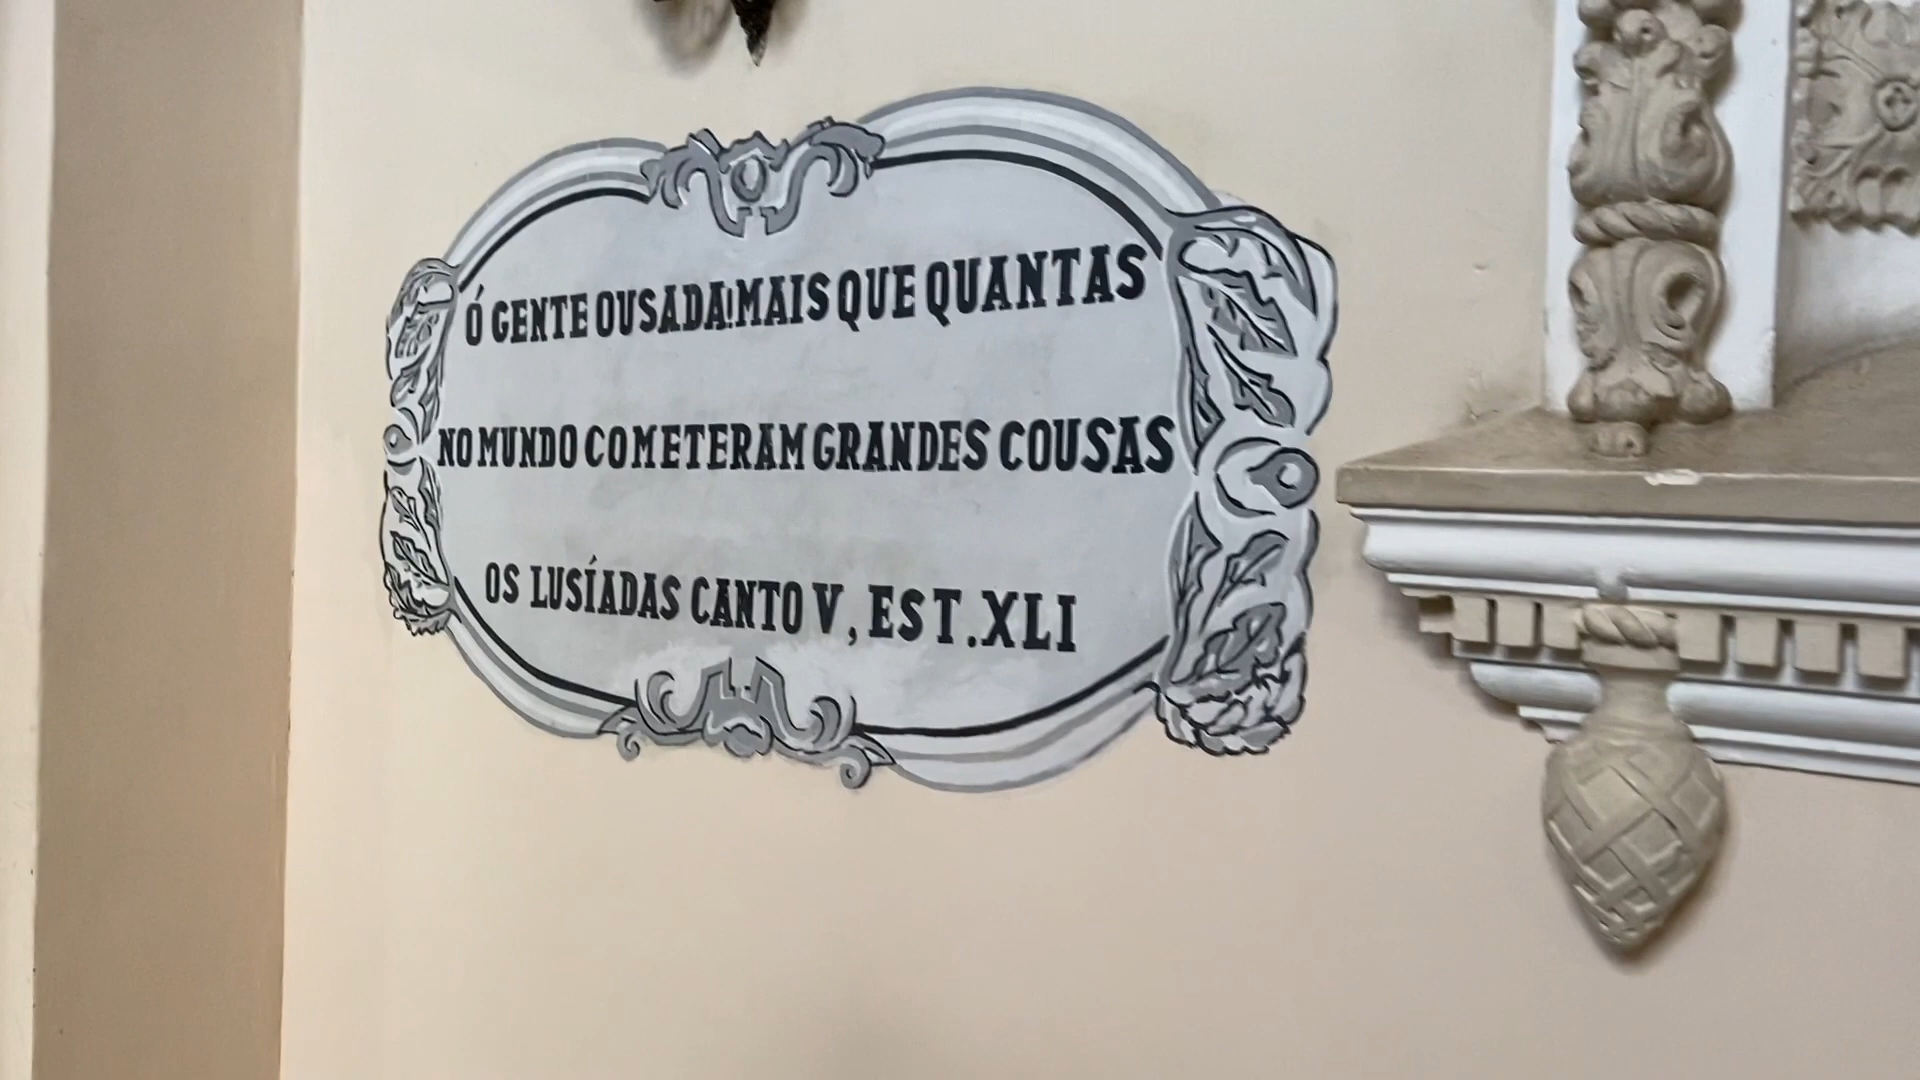 Ó GENTE OUSADA! MAIS QUE QUANTAS
NO MUNDO COMETERAM GRANDES COUSAS
OS LUSÍADAS CANTO V, EST. XLI